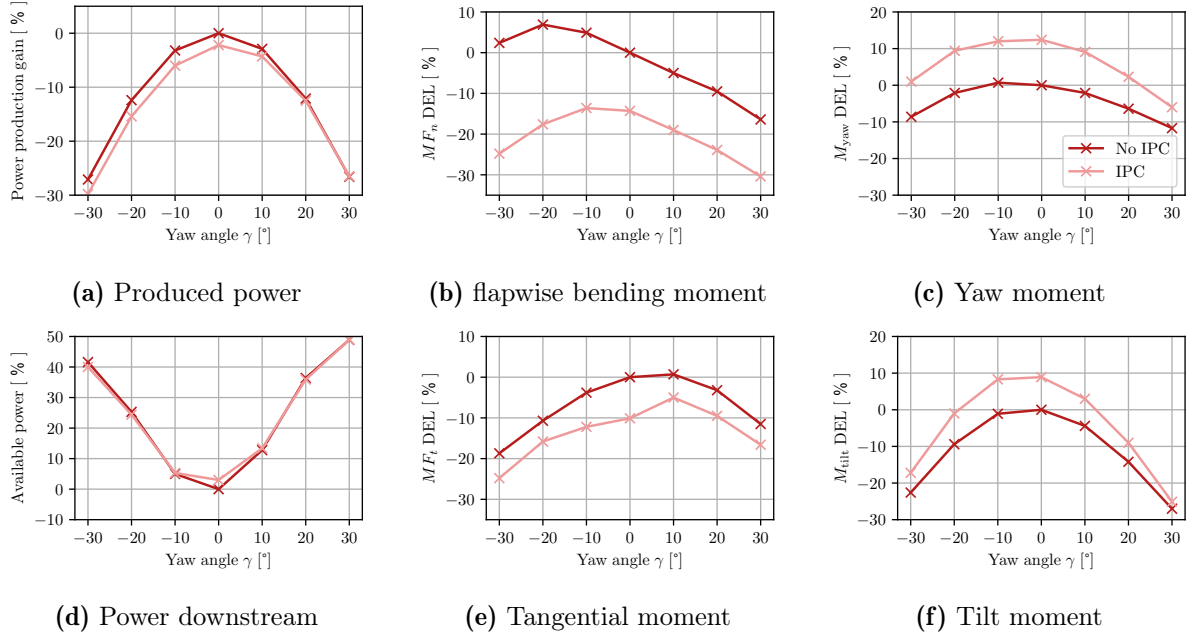 Power production gain [ % ]
0
−10
−20
−30
−30 −20 −10 0 10 20 30
Yaw angle γ [°]
(a) Produced power
MF_n DEL [ % ]
10
0
−10
−20
−30
−30 −20 −10 0 10 20 30
Yaw angle γ [°]
(b) flapwise bending moment
M_yaw DEL [ % ]
20
10
0
−10
−20
−30
No IPC
IPC
−30 −20 −10 0 10 20 30
Yaw angle γ [°]
(c) Yaw moment
Available power [ % ]
50
40
30
20
10
0
−10
−30 −20 −10 0 10 20 30
Yaw angle γ [°]
(d) Power downstream
MF_t DEL [ % ]
10
0
−10
−20
−30
−30 −20 −10 0 10 20 30
Yaw angle γ [°]
(e) Tangential moment
M_tilt DEL [ % ]
20
10
0
−10
−20
−30
−30 −20 −10 0 10 20 30
Yaw angle γ [°]
(f) Tilt moment